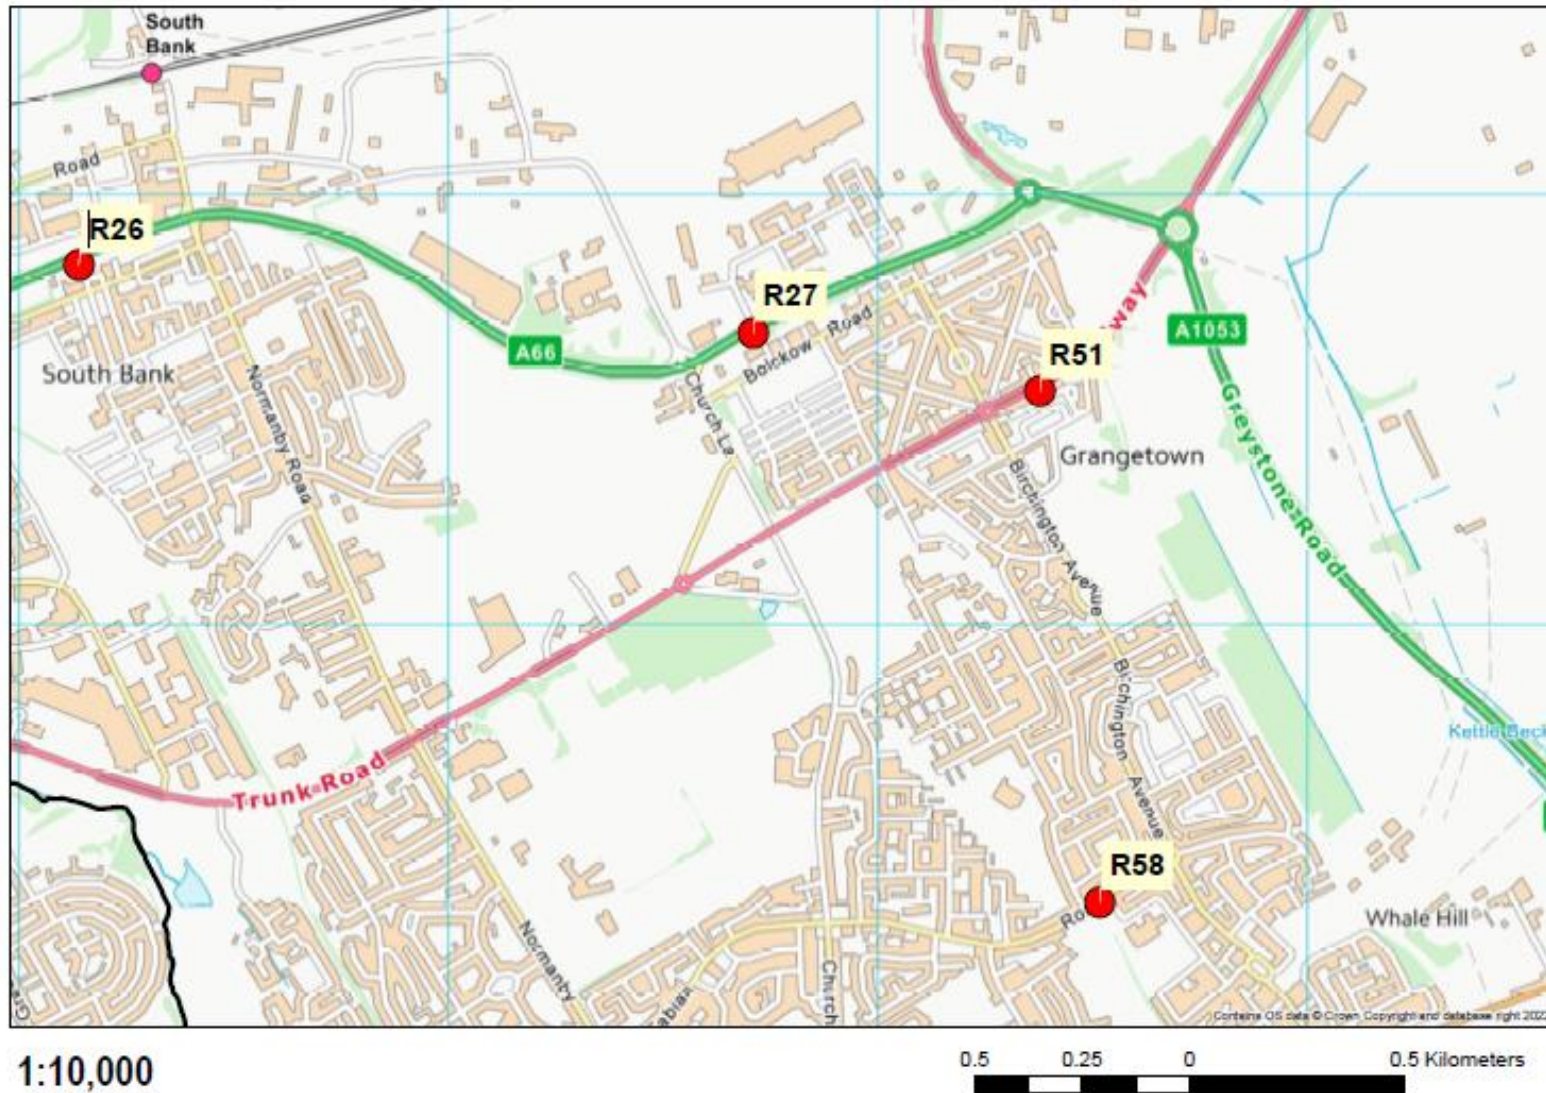 South
Bank
Road
R26
R27
Bolckow Road
A66
R51
way
A1053
South Bank
Normanby Road
Church La
Grangetown
Greystone Road
Birchington Avenue
Birchington Avenue
Kettle Beck
Trunk Road
R58
Ro
Whale Hill
Normanby
Church
Contains OS data © Crown Copyright and database right 2022
1:10,000
0.5 0.25 0 0.5 Kilometers